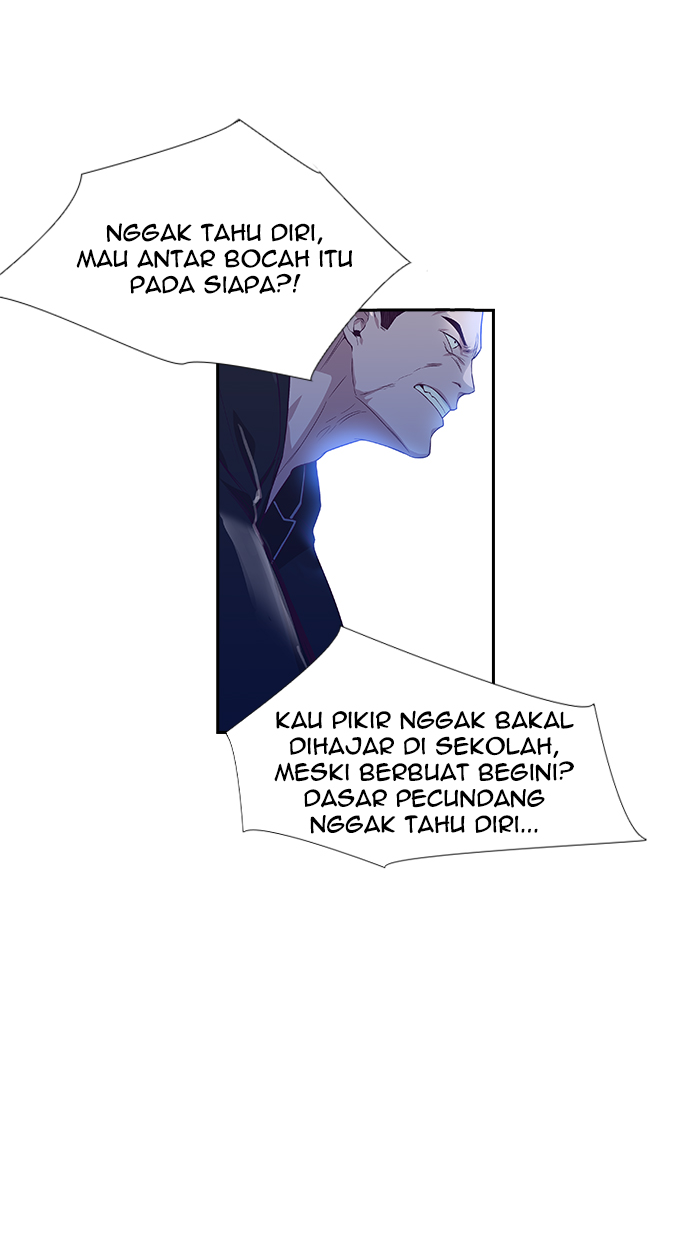 NGGAK TAHU DIRI,
MAU ANTAR BOCAH ITU
PADA SIAPA?!
KAU PIKIR NGGAK BAKAL
DIHAJAR DI SEKOLAH,
MESKI BERBUAT BEGINI?
DASAR PECUNDANG
NGGAK TAHU DIRI...